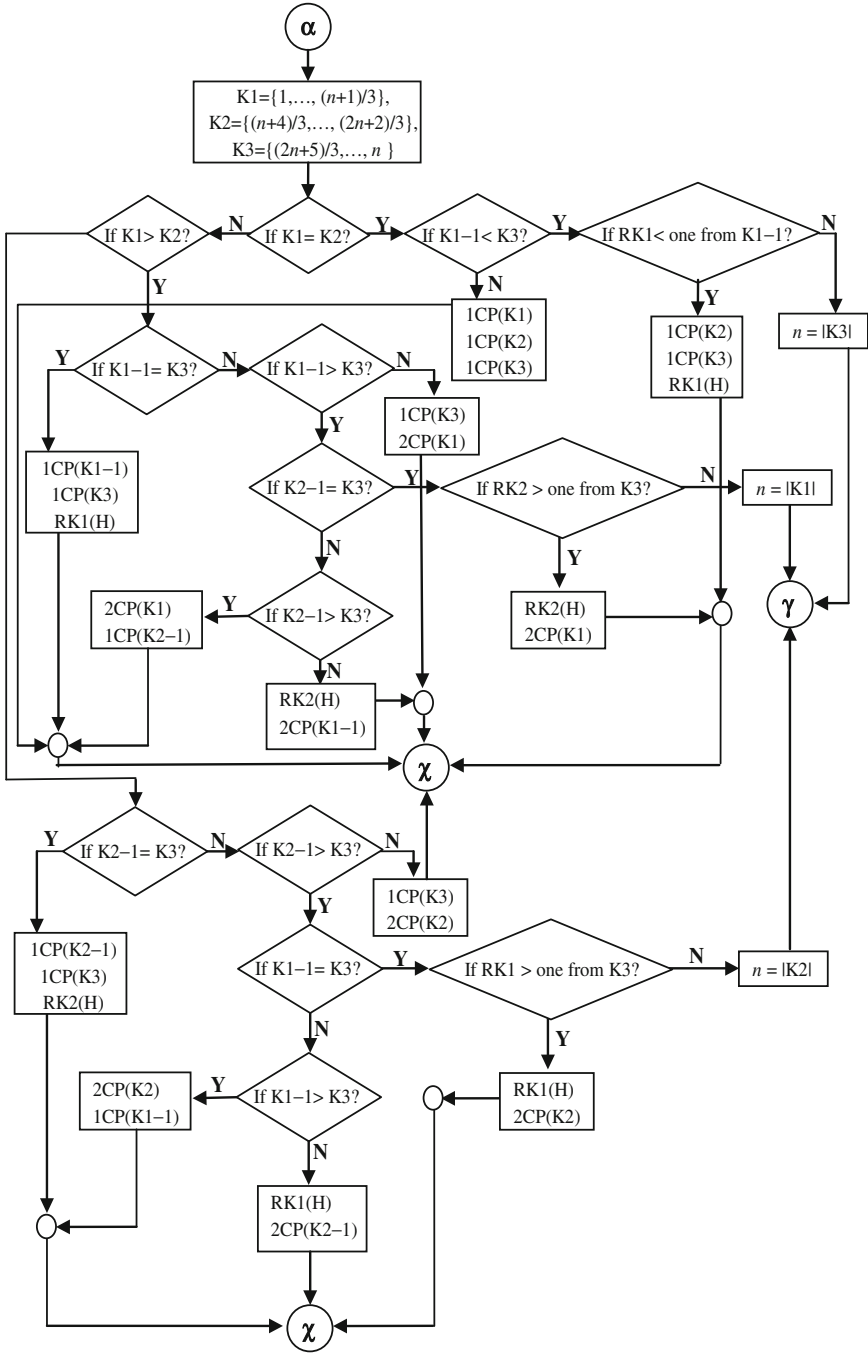 α
K1={1,…, (n+1)/3},
K2={(n+4)/3,…, (2n+2)/3},
K3={(2n+5)/3,…, n }
If K1> K2?
N
If K1= K2?
Y
If K1−1< K3?
Y
If RK1< one from K1−1?
N
Y
N
Y
1CP(K1)
1CP(K2)
1CP(K3)
1CP(K2)
1CP(K3)
RK1(H)
n = |K3|
Y
If K1−1= K3?
N
If K1−1> K3?
N
Y
1CP(K3)
2CP(K1)
1CP(K1−1)
1CP(K3)
RK1(H)
If K2−1= K3?
Y
If RK2 > one from K3?
N
n = |K1|
N
Y
2CP(K1)
1CP(K2−1)
Y
If K2−1> K3?
RK2(H)
2CP(K1)
γ
N
RK2(H)
2CP(K1−1)
χ
Y
If K2−1= K3?
N
If K2−1> K3?
N
Y
1CP(K3)
2CP(K2)
1CP(K2−1)
1CP(K3)
RK2(H)
If K1−1= K3?
Y
If RK1 > one from K3?
N
n = |K2|
N
Y
2CP(K2)
1CP(K1−1)
Y
If K1−1> K3?
RK1(H)
2CP(K2)
N
RK1(H)
2CP(K2−1)
χ